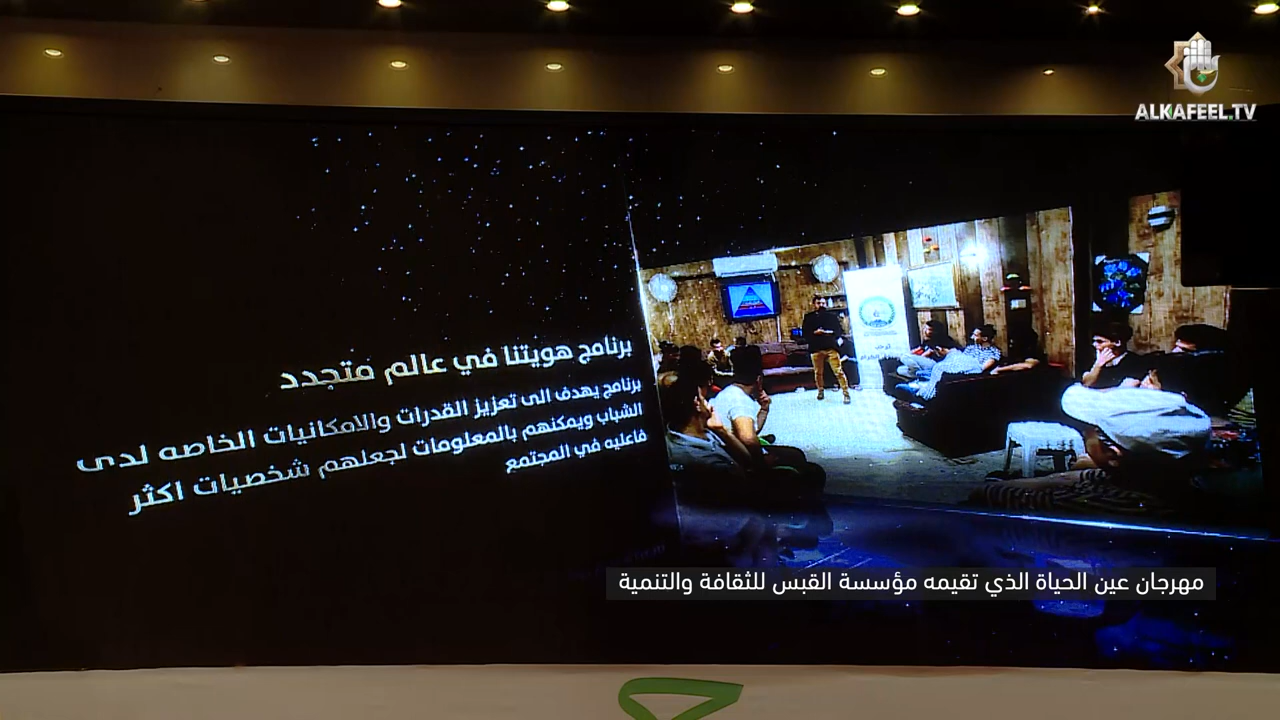 ALKAFEEL.TV
برنامج هويتنا في عالم متجدد
برنامج يهدف الى تعزيز القدرات والامكانيات الخاصه لدى
الشباب ويمكنهم بالمعلومات لجعلهم شخصيات اكثر
فاعليه في المجتمع
مهرجان عين الحياة الذي تقيمه مؤسسة القبس للثقافة والتنمية